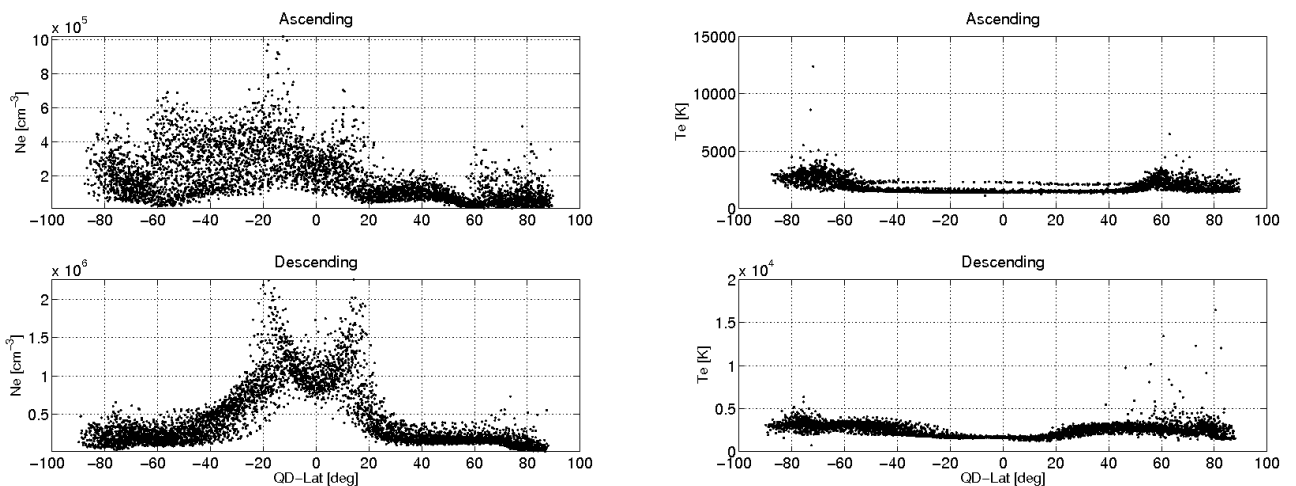 Ascending
x 10^5
10
8
6
4
2
Ne [cm^−3]
−100 −80 −60 −40 −20 0 20 40 60 80 100
Ascending
15000
10000
5000
0
Te [K]
−100 −80 −60 −40 −20 0 20 40 60 80 100
Descending
x 10^6
2
1.5
1
0.5
Ne [cm^−3]
−100 −80 −60 −40 −20 0 20 40 60 80 100
QD−Lat [deg]
Descending
x 10^4
2
1.5
1
0.5
0
Te [K]
−100 −80 −60 −40 −20 0 20 40 60 80 100
QD−Lat [deg]